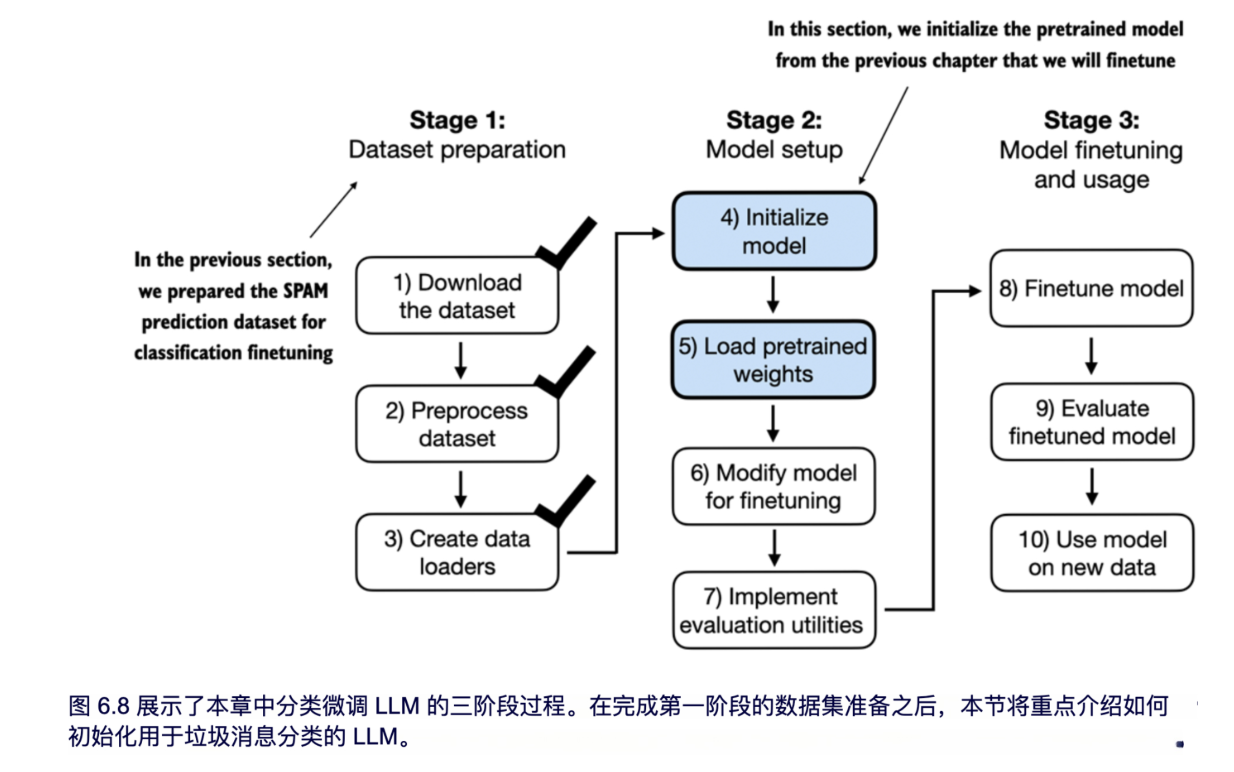 In this section, we initialize the pretrained model
from the previous chapter that we will finetune
Stage 1:
Dataset preparation
In the previous section,
we prepared the SPAM
prediction dataset for
classification finetuning
1) Download
the dataset
2) Preprocess
dataset
3) Create data
loaders
Stage 2:
Model setup
4) Initialize
model
5) Load pretrained
weights
6) Modify model
for finetuning
7) Implement
evaluation utilities
Stage 3:
Model finetuning
and usage
8) Finetune model
9) Evaluate
finetuned model
10) Use model
on new data
图 6.8 展示了本章中分类微调 LLM 的三阶段过程。在完成第一阶段的数据集准备之后，本节将重点介绍如何
初始化用于垃圾消息分类的 LLM。